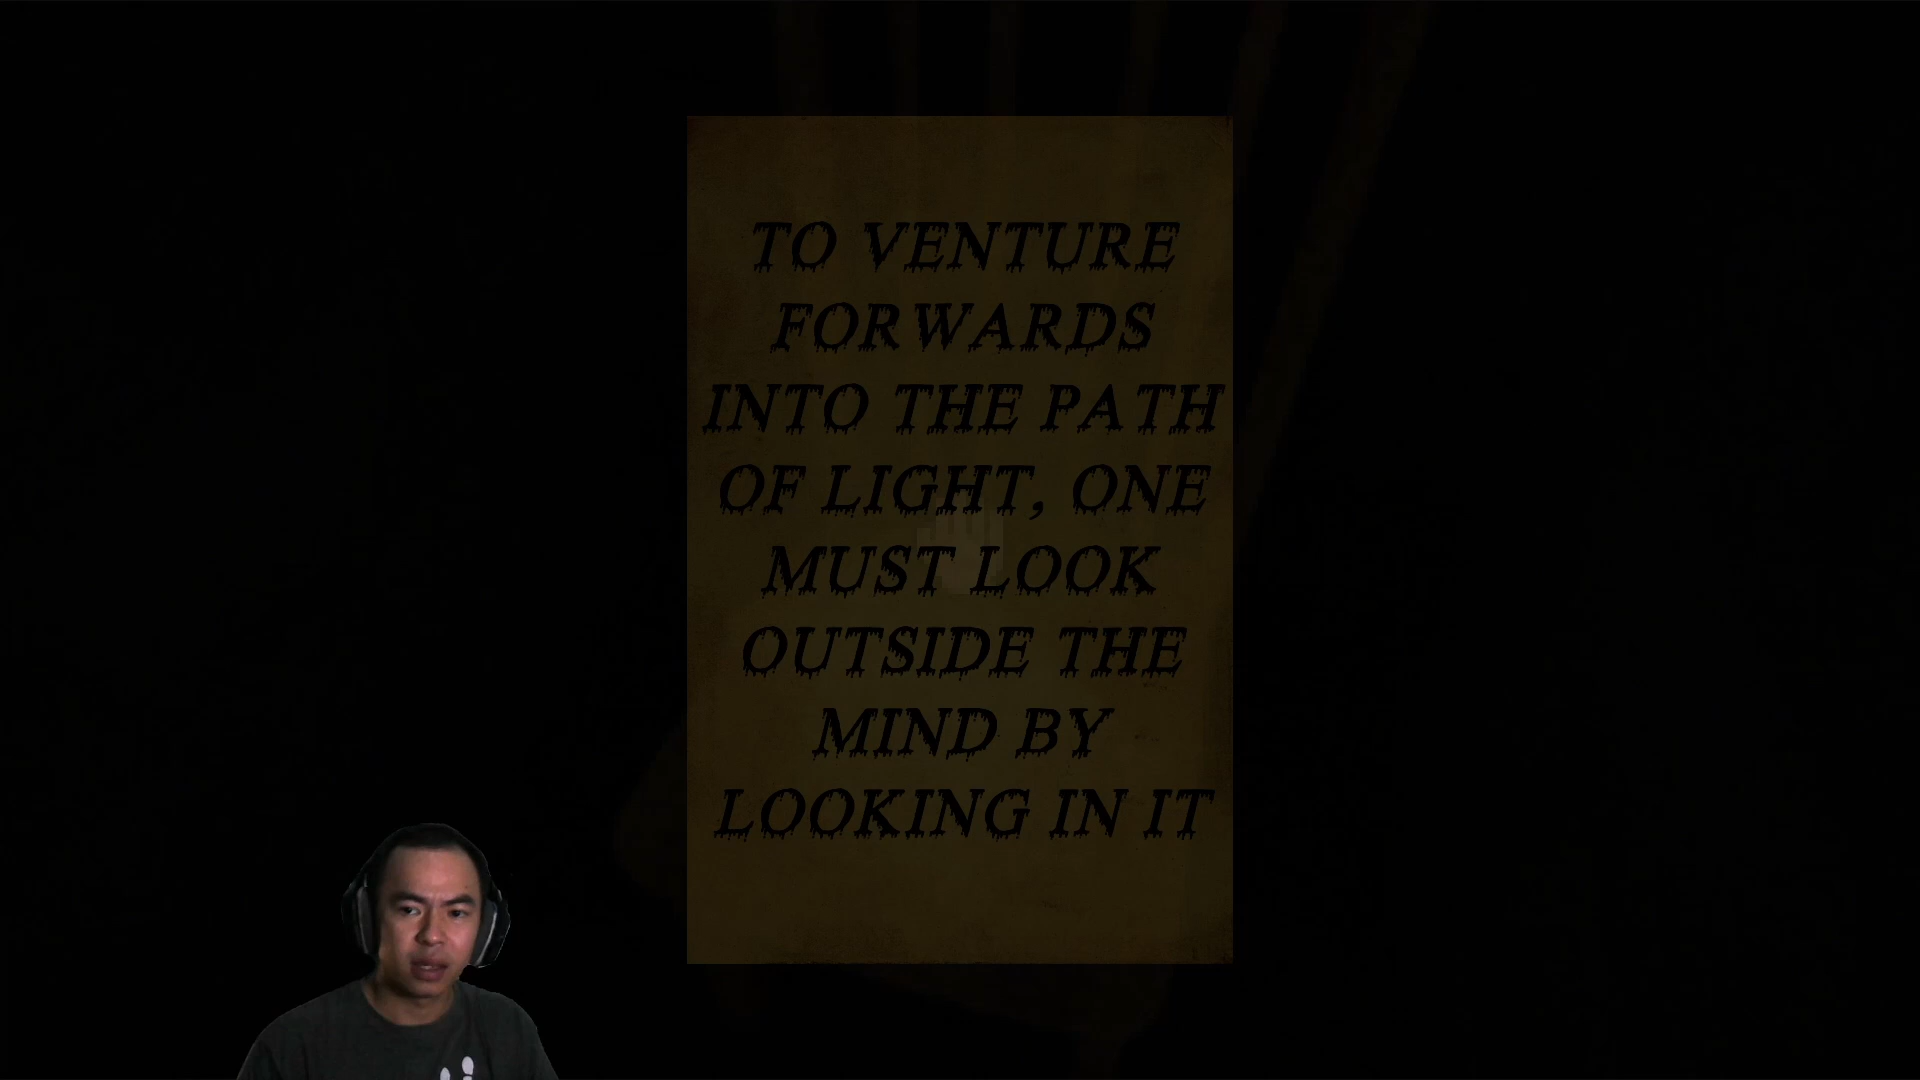 TO VENTURE
FORWARDS
INTO THE PATH
OF LIGHT, ONE
MUST LOOK
OUTSIDE THE
MIND BY
LOOKING IN IT